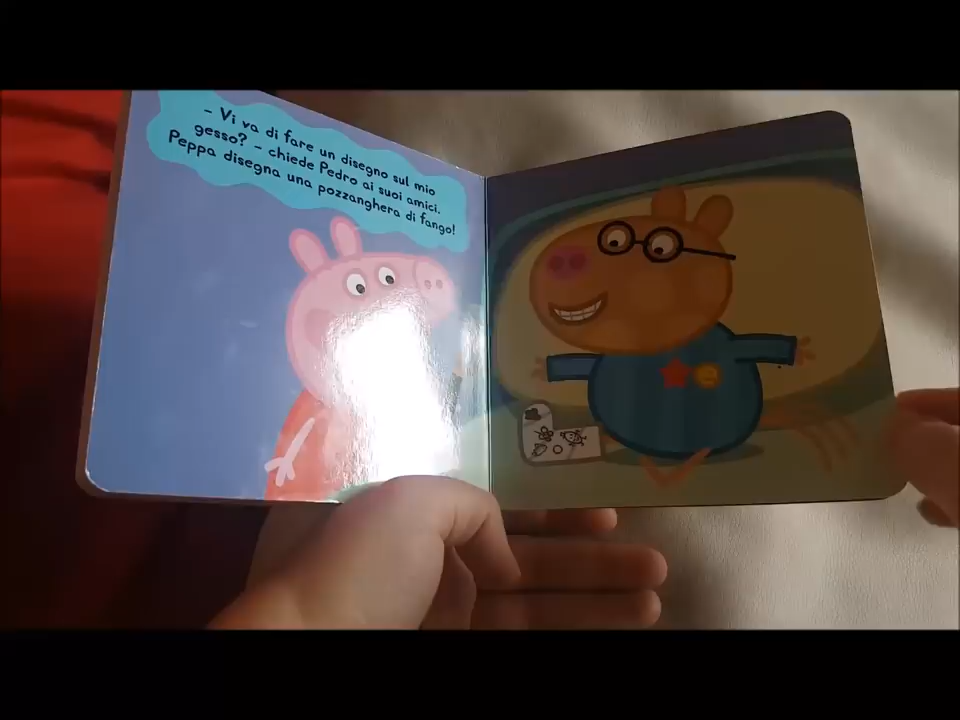 - Vi va di fare un disegno sul mio
gesso? - chiede Pedro ai suoi amici.
Peppa disegna una pozzanghera di fango!